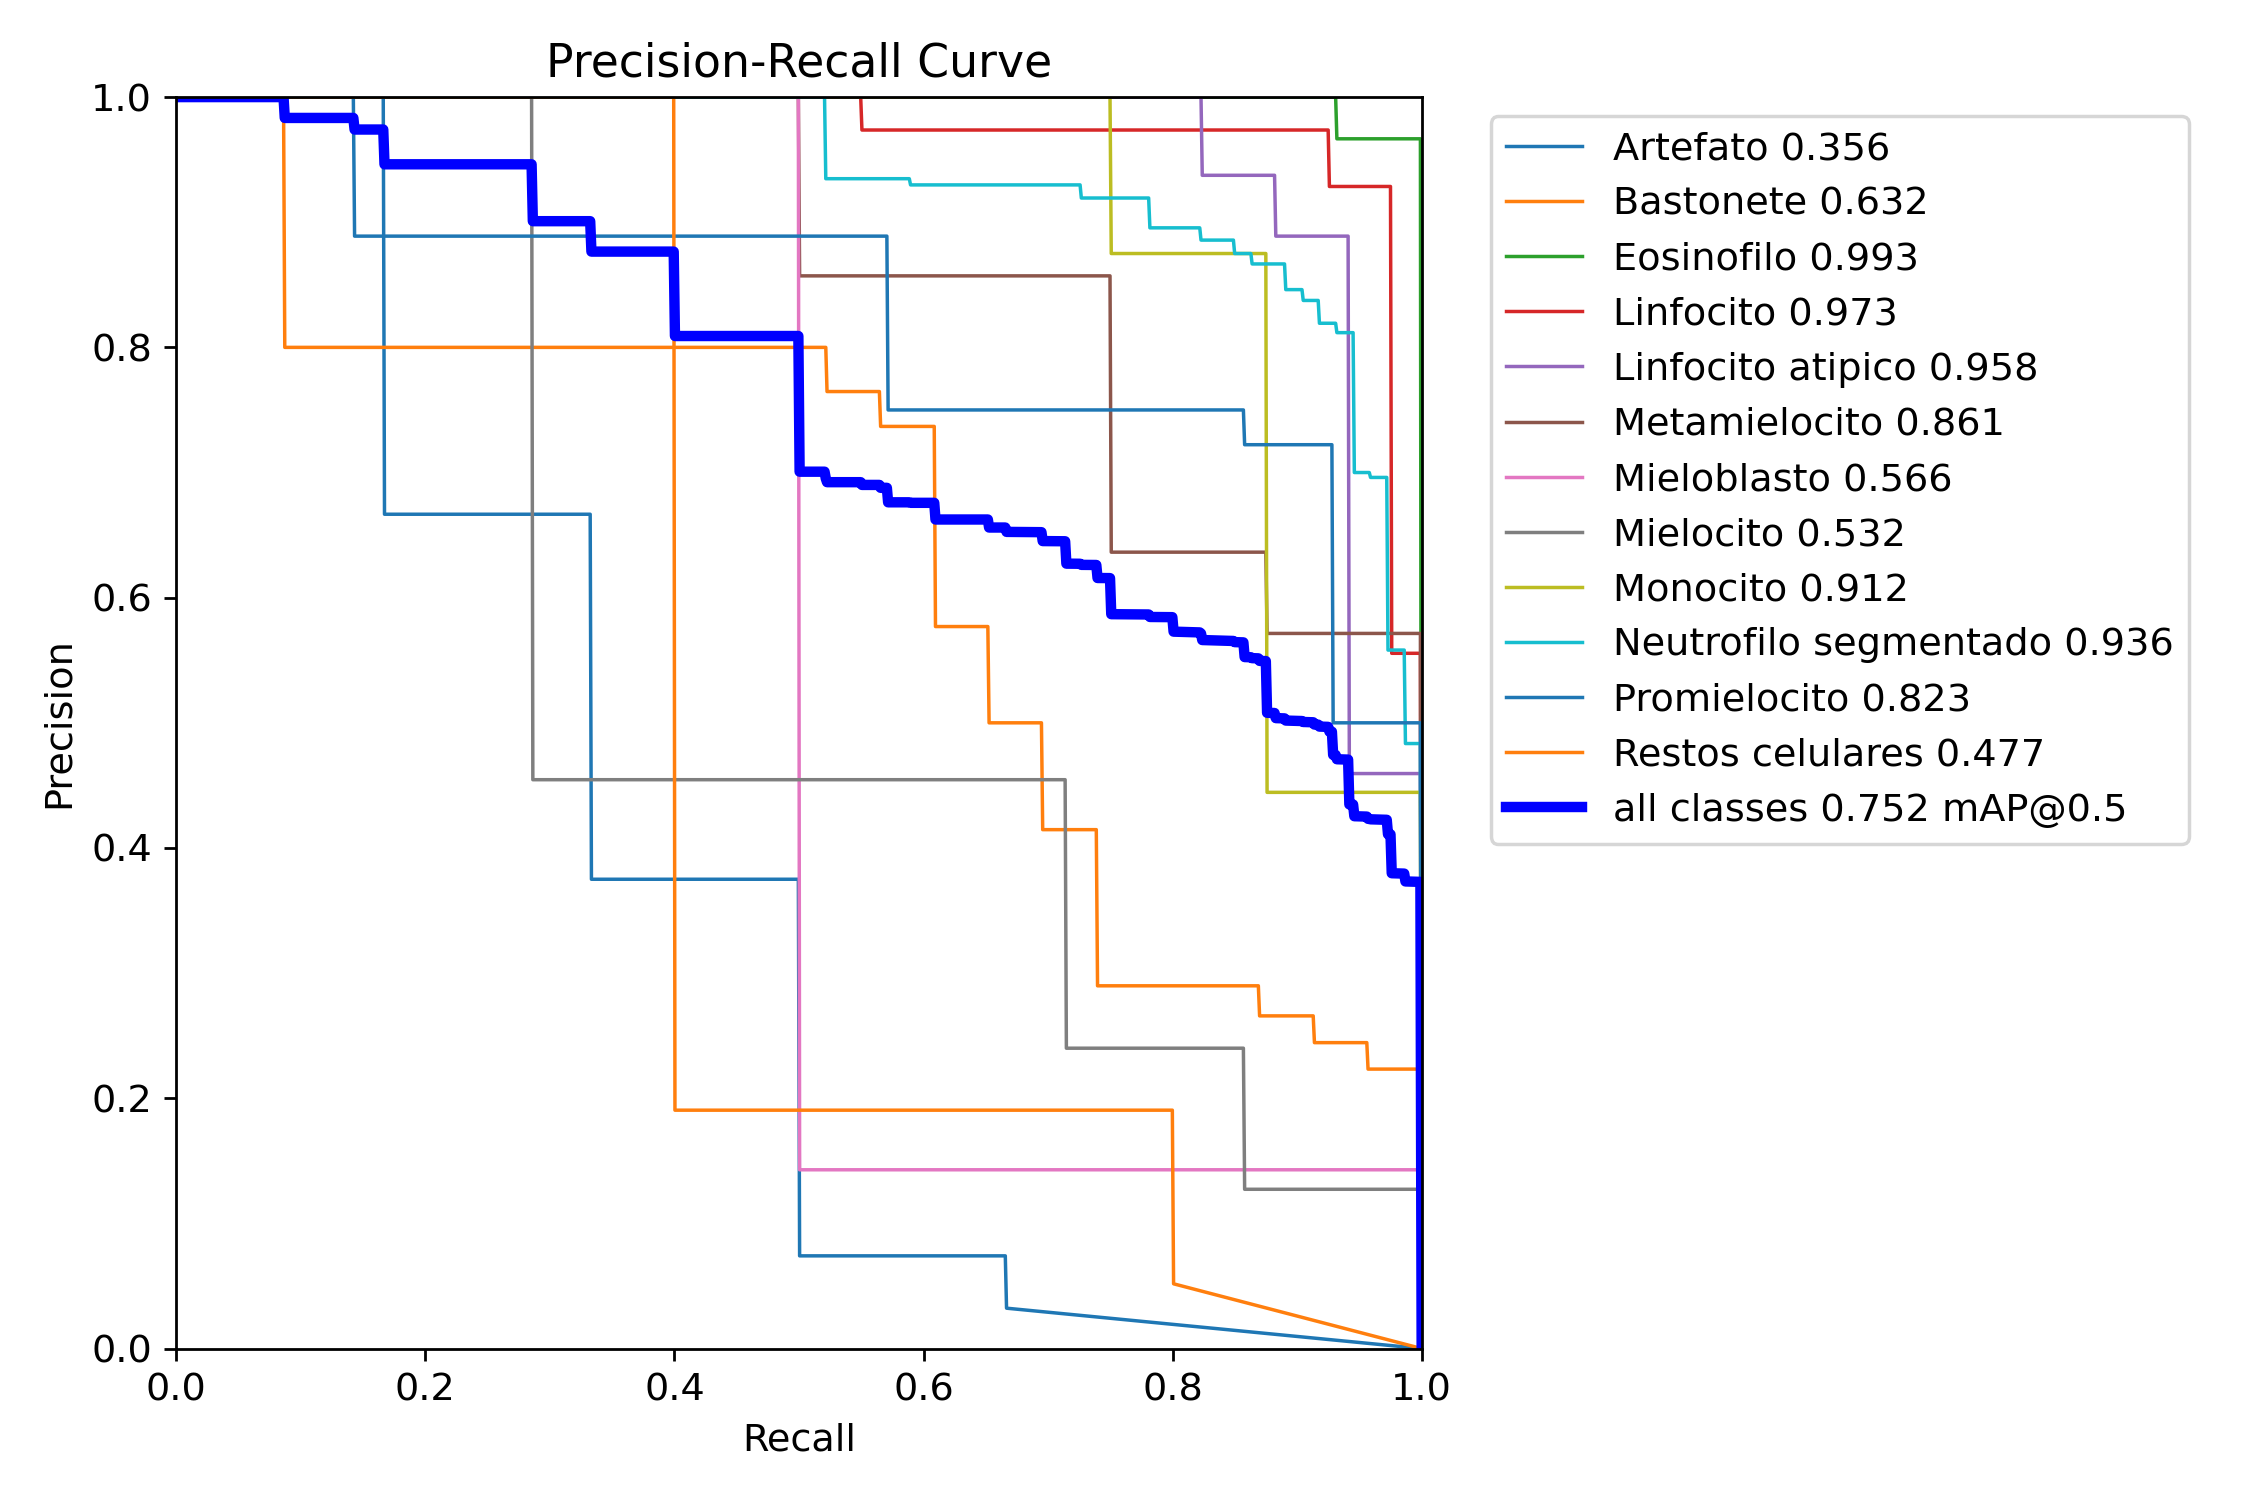 Precision-Recall Curve
1.0
0.8
0.6
0.4
0.2
0.0
Precision
0.0 0.2 0.4 0.6 0.8 1.0
Recall
Artefato 0.356
Bastonete 0.632
Eosinofilo 0.993
Linfocito 0.973
Linfocito atipico 0.958
Metamielocito 0.861
Mieloblasto 0.566
Mielocito 0.532
Monocito 0.912
Neutrofilo segmentado 0.936
Promielocito 0.823
Restos celulares 0.477
all classes 0.752 mAP@0.5